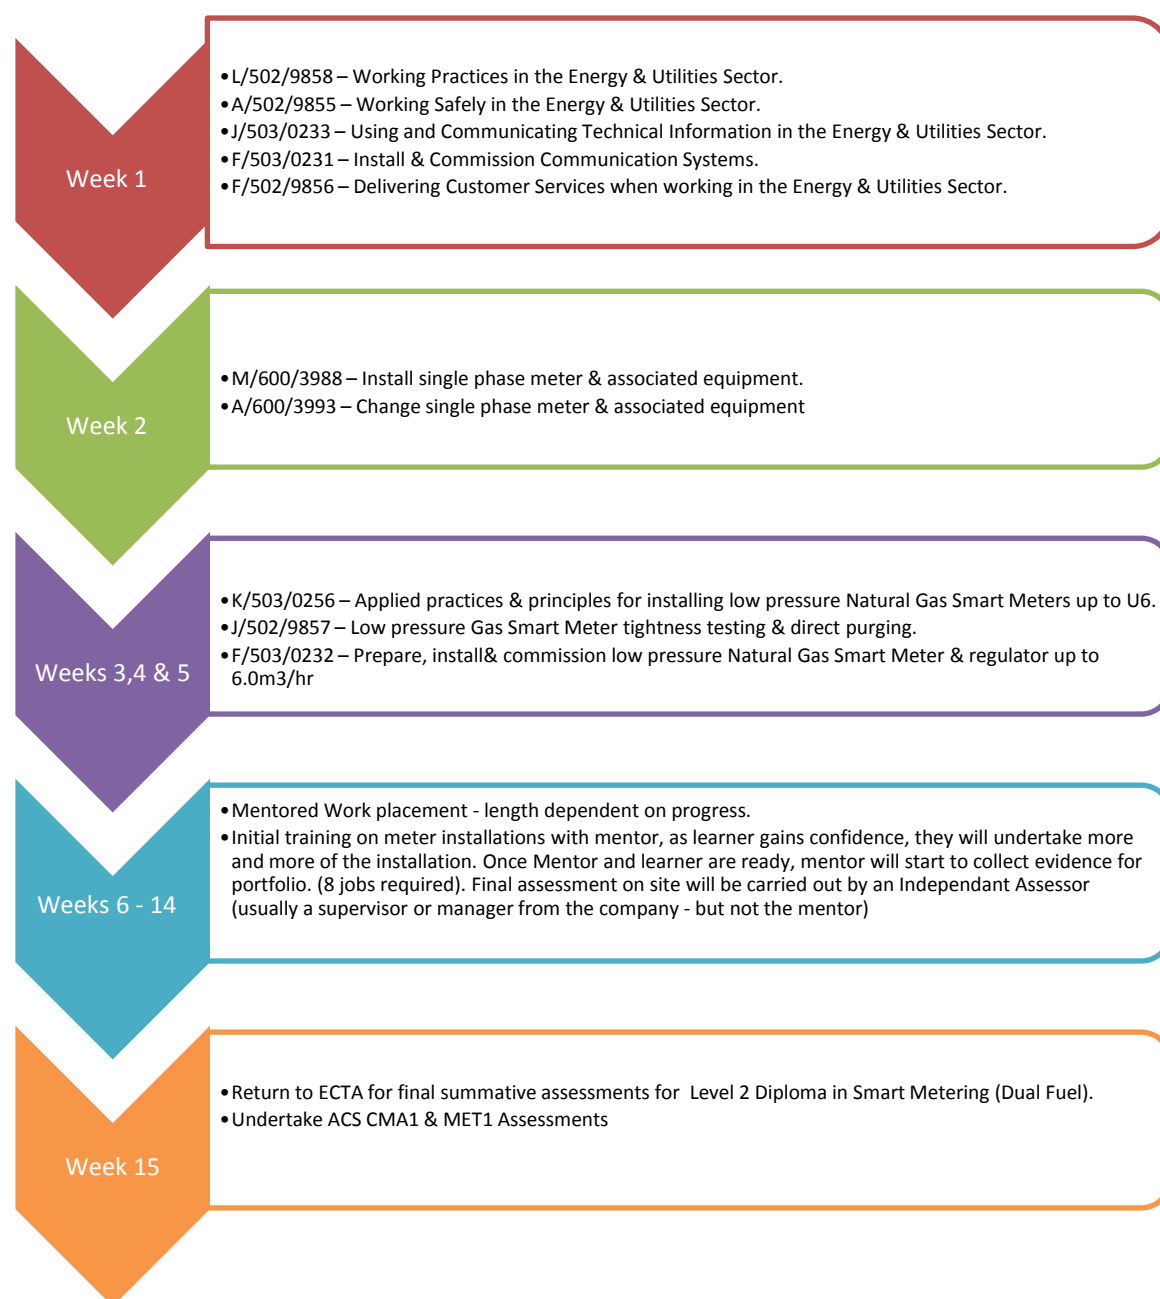 Week 1
•L/502/9858 – Working Practices in the Energy & Utilities Sector.
•A/502/9855 – Working Safely in the Energy & Utilities Sector.
•J/503/0233 – Using and Communicating Technical Information in the Energy & Utilities Sector.
•F/503/0231 – Install & Commission Communication Systems.
•F/502/9856 – Delivering Customer Services when working in the Energy & Utilities Sector.
Week 2
•M/600/3988 – Install single phase meter & associated equipment.
•A/600/3993 – Change single phase meter & associated equipment
Weeks 3,4 & 5
•K/503/0256 – Applied practices & principles for installing low pressure Natural Gas Smart Meters up to U6.
•J/502/9857 – Low pressure Gas Smart Meter tightness testing & direct purging.
•F/503/0232 – Prepare, install& commission low pressure Natural Gas Smart Meter & regulator up to
6.0m3/hr
Weeks 6 - 14
•Mentored Work placement - length dependent on progress.
•Initial training on meter installations with mentor, as learner gains confidence, they will undertake more
and more of the installation. Once Mentor and learner are ready, mentor will start to collect evidence for
portfolio. (8 jobs required). Final assessment on site will be carried out by an Independant Assessor
(usually a supervisor or manager from the company - but not the mentor)
Week 15
•Return to ECTA for final summative assessments for  Level 2 Diploma in Smart Metering (Dual Fuel).
•Undertake ACS CMA1 & MET1 Assessments